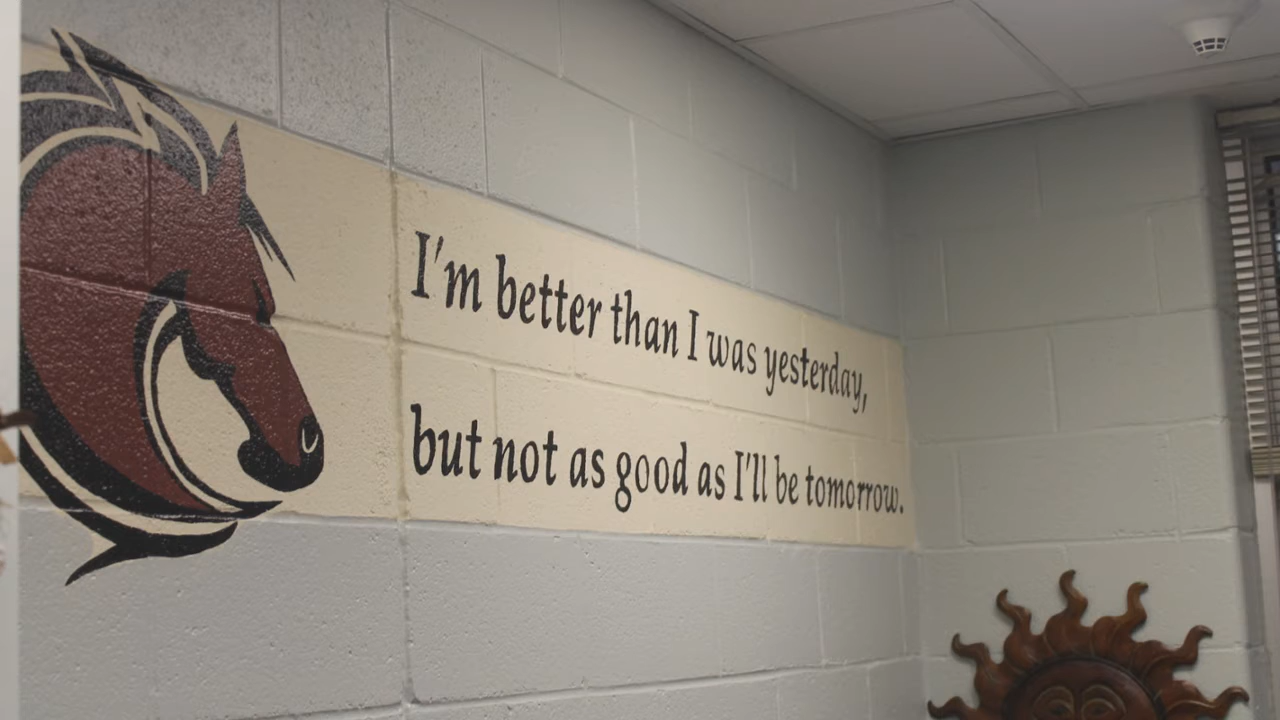 I'm better than I was yesterday,
but not as good as I'll be tomorrow.